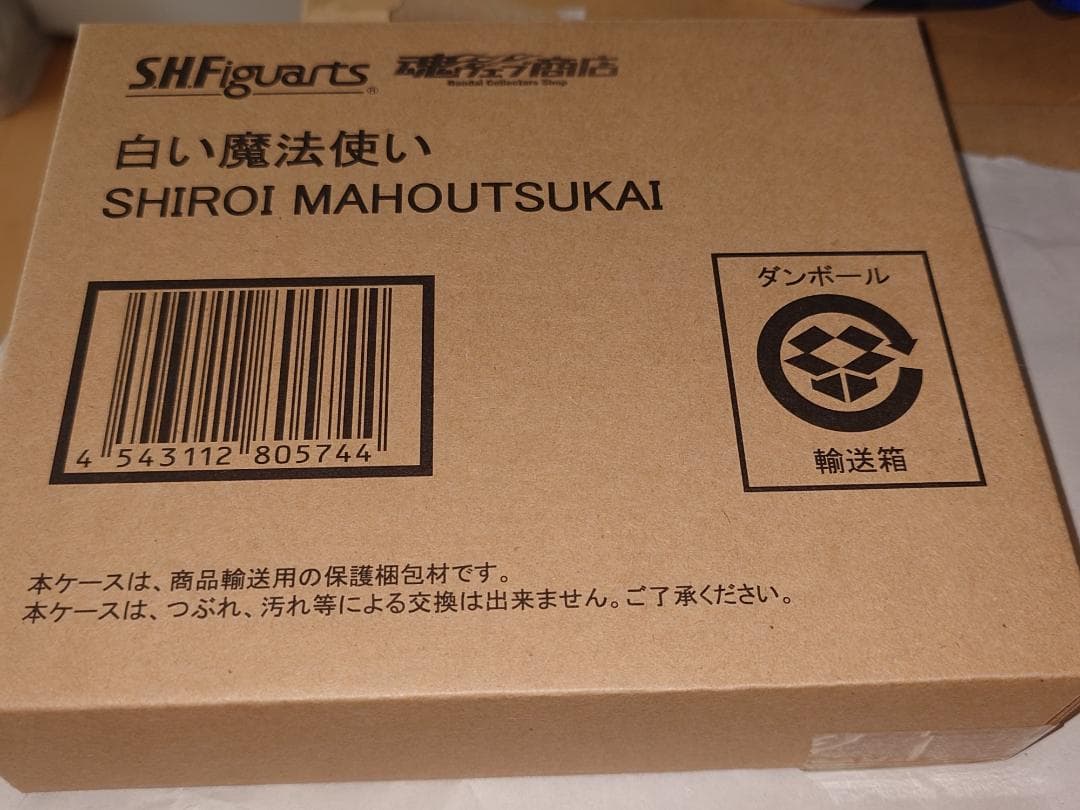 S.H.Figuarts® 魂ウェブ商店
Bandai Collectors Shop
白い魔法使い
SHIROI MAHOUTSUKAI
ダンボール
輸送箱
4 543112 805744
本ケースは、商品輸送用の保護梱包材です。
本ケースは、つぶれ、汚れ等による交換は出来ません。ご了承ください。